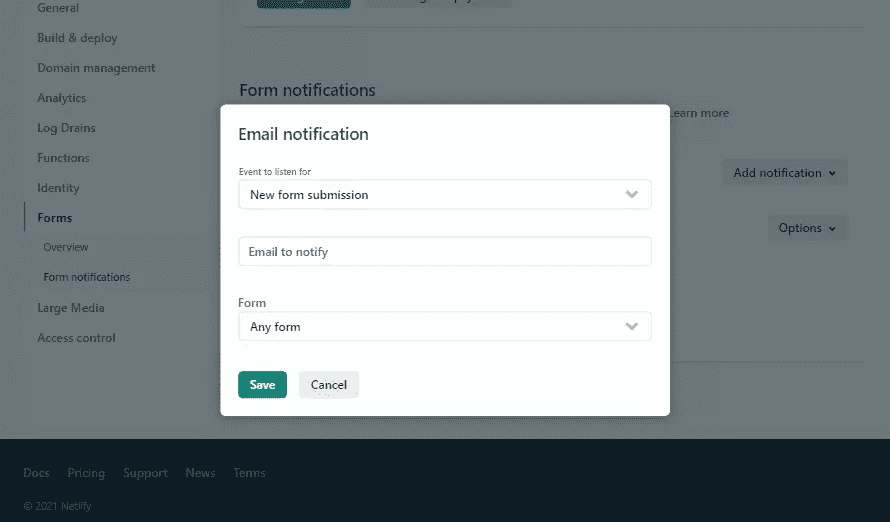 General
Build & deploy
Domain management
Analytics
Log Drains
Functions
Identity
Forms
Overview
Form notifications
Large Media
Access control
Form notifications
Learn more
Add notification
Options
Email notification
Event to listen for
New form submission
Email to notify
Form
Any form
Save Cancel
Docs Pricing Support News Terms
© 2021 Netlify